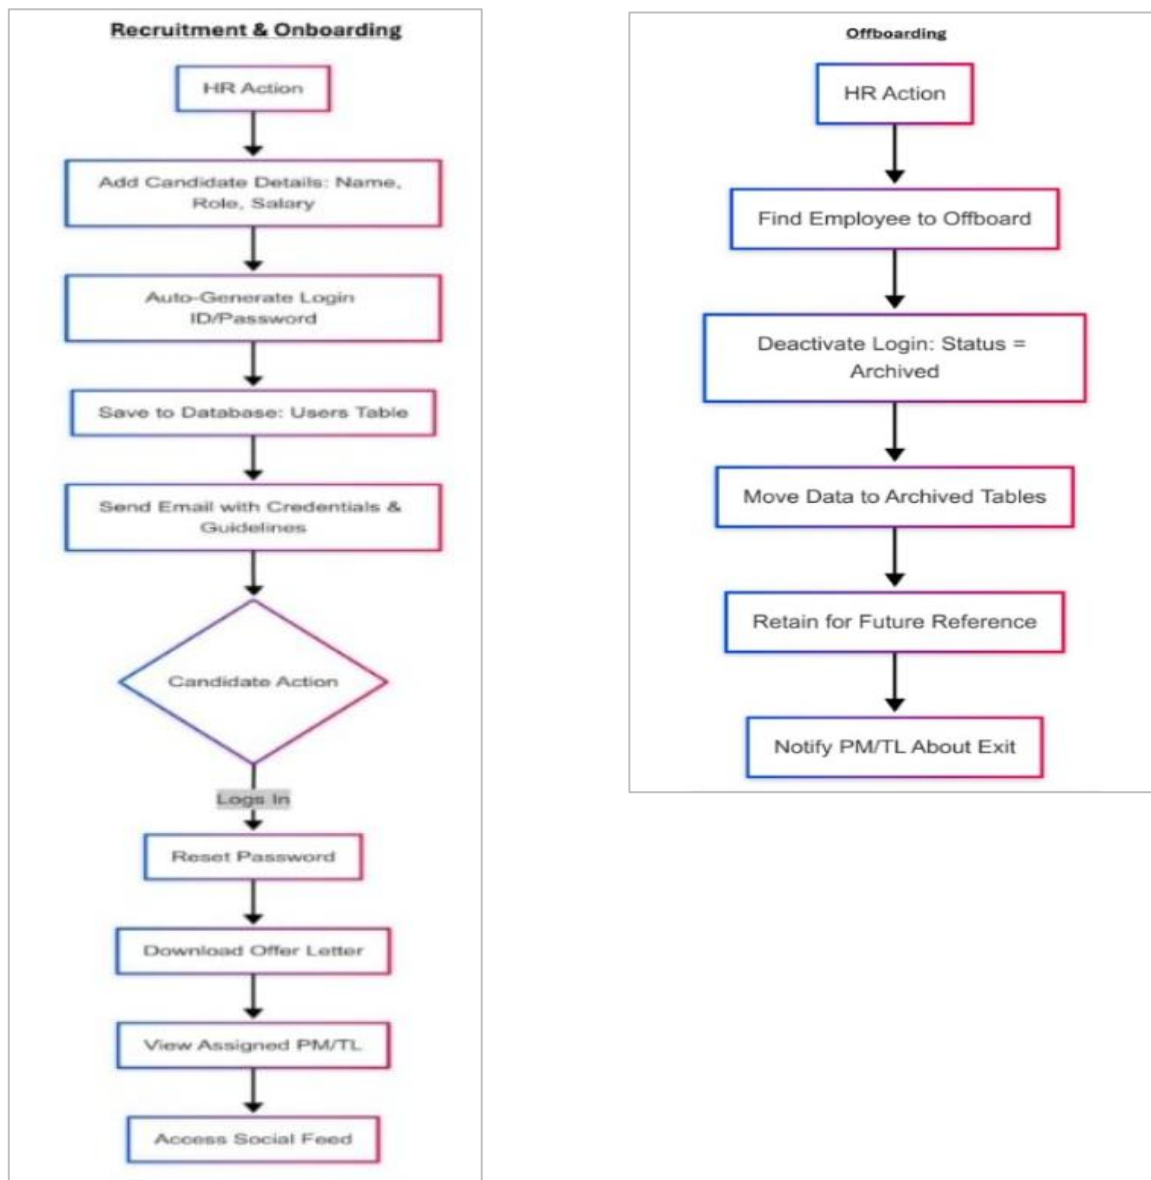 Recruitment & Onboarding
HR Action
Add Candidate Details: Name,
Role, Salary
Auto-Generate Login
ID/Password
Save to Database: Users Table
Send Email with Credentials &
Guidelines
Candidate Action
Logs In
Reset Password
Download Offer Letter
View Assigned PM/TL
Access Social Feed
Offboarding
HR Action
Find Employee to Offboard
Deactivate Login: Status =
Archived
Move Data to Archived Tables
Retain for Future Reference
Notify PM/TL About Exit